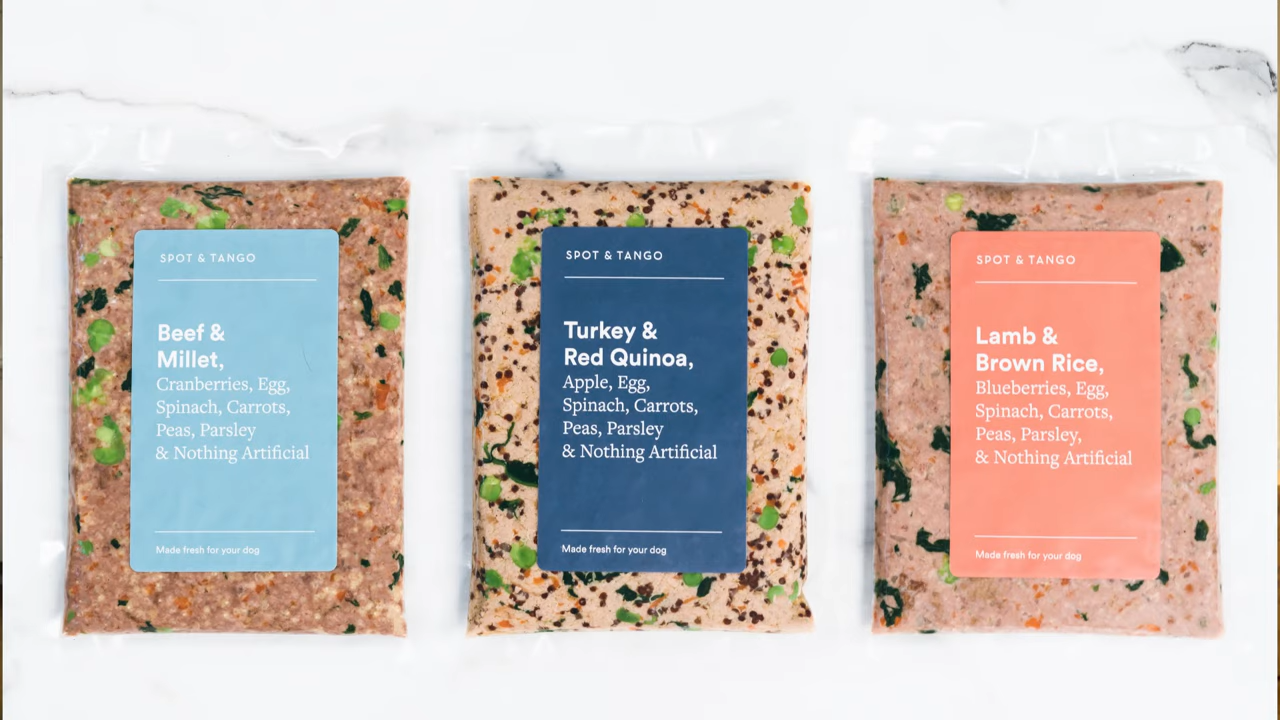 SPOT & TANGO
Beef &
Millet,
Cranberries, Egg,
Spinach, Carrots,
Peas, Parsley
& Nothing Artificial
Made fresh for your dog
SPOT & TANGO
Turkey &
Red Quinoa,
Apple, Egg,
Spinach, Carrots,
Peas, Parsley
& Nothing Artificial
Made fresh for your dog
SPOT & TANGO
Lamb &
Brown Rice,
Blueberries, Egg,
Spinach, Carrots,
Peas, Parsley,
& Nothing Artificial
Made fresh for your dog